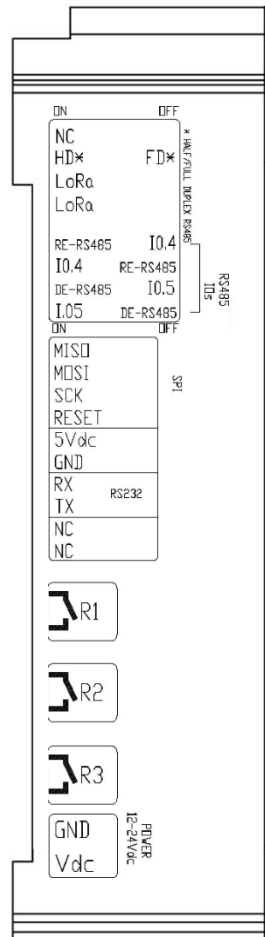 ON OFF
NC
HD* FD*
LoRa
LoRa
RE-RS485 I0.4
I0.4 RE-RS485
DE-RS485 I0.5
I.05 DE-RS485
ON OFF
* HALF/FULL DUPLEX RS485
RS485
IOs
MISO
MOSI
SCK
RESET
SPI
5Vdc
GND
RX
TX
RS232
NC
NC
R1
R2
R3
GND
Vdc
POWER
12-24Vdc